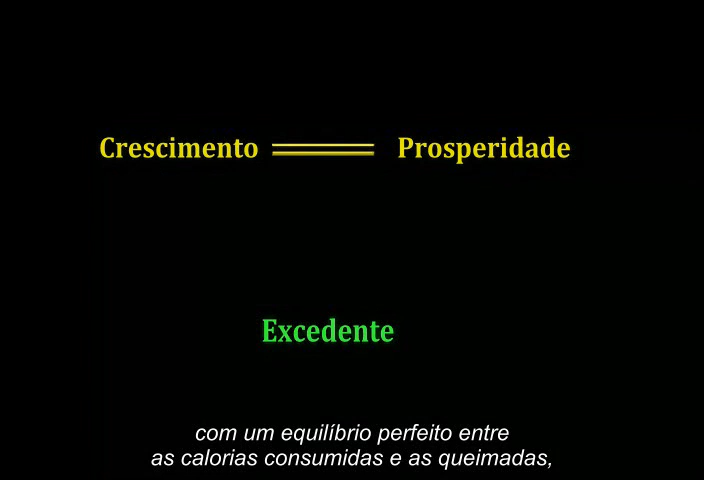 Crescimento ═══ Prosperidade
Excedente
com um equilíbrio perfeito entre
as calorias consumidas e as queimadas,